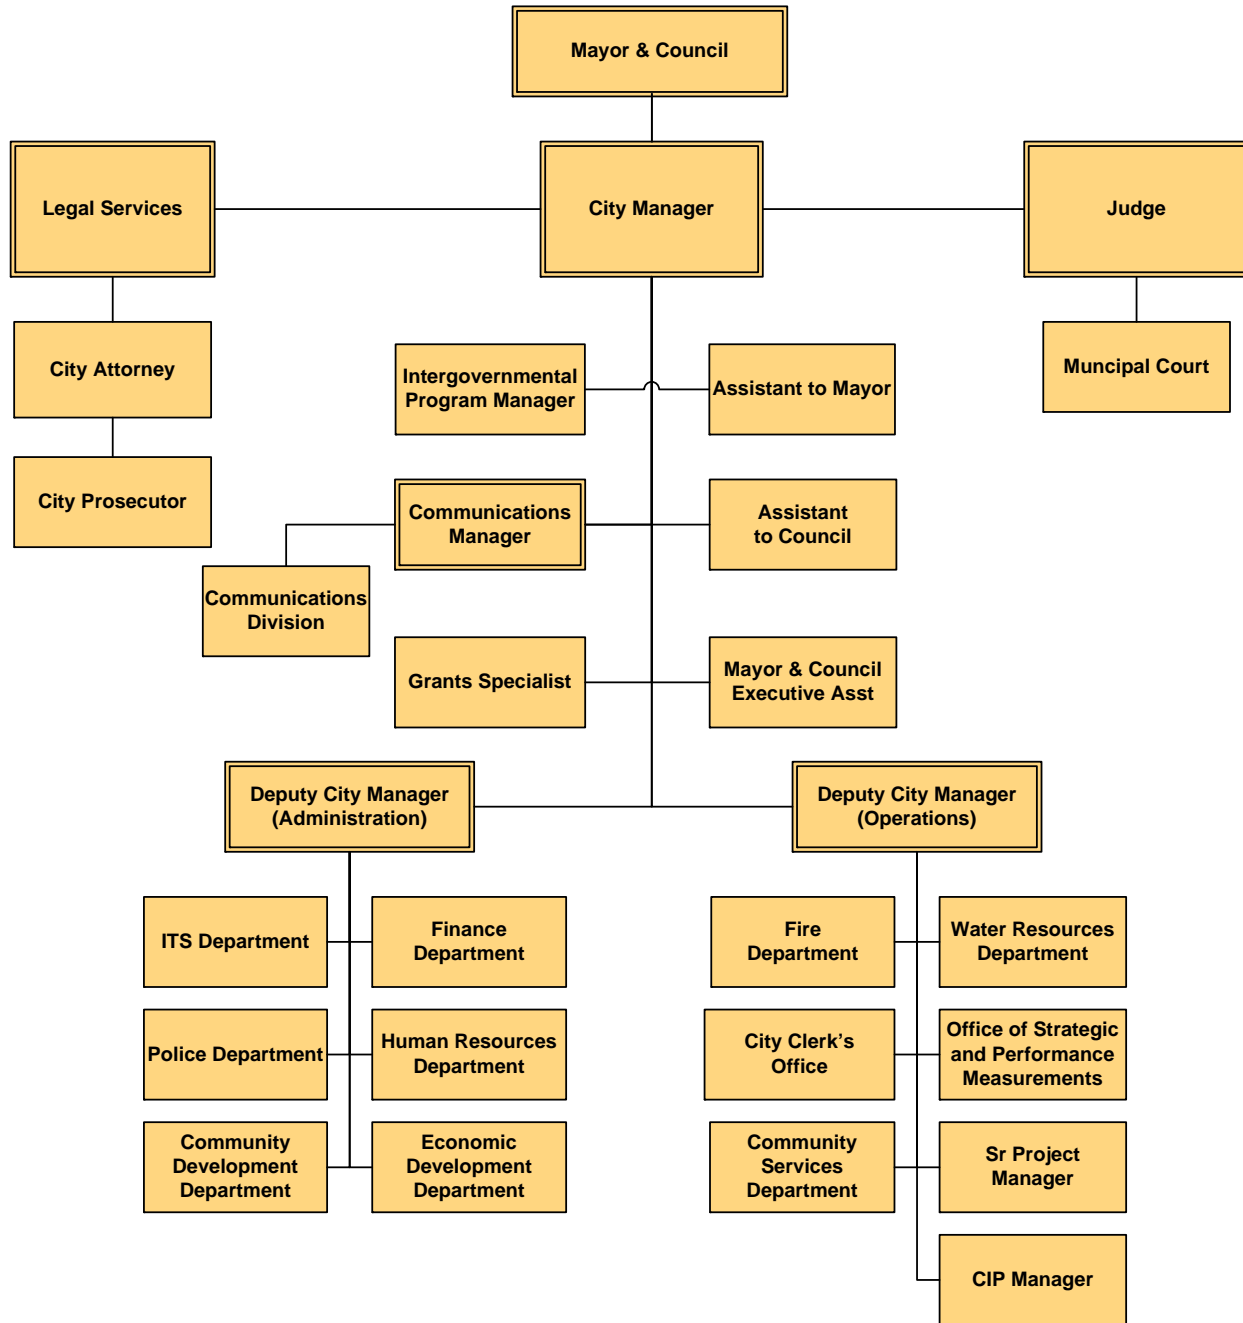 Mayor & Council
Legal Services
City Manager
Judge
City Attorney
Intergovernmental
Program Manager
Assistant to Mayor
Muncipal Court
City Prosecutor
Communications
Manager
Assistant
to Council
Communications
Division
Grants Specialist
Mayor & Council
Executive Asst
Deputy City Manager
(Administration)
Deputy City Manager
(Operations)
ITS Department
Finance
Department
Fire
Department
Water Resources
Department
Police Department
Human Resources
Department
City Clerk’s
Office
Office of Strategic
and Performance
Measurements
Community
Development
Department
Economic
Development
Department
Community
Services
Department
Sr Project
Manager
CIP Manager